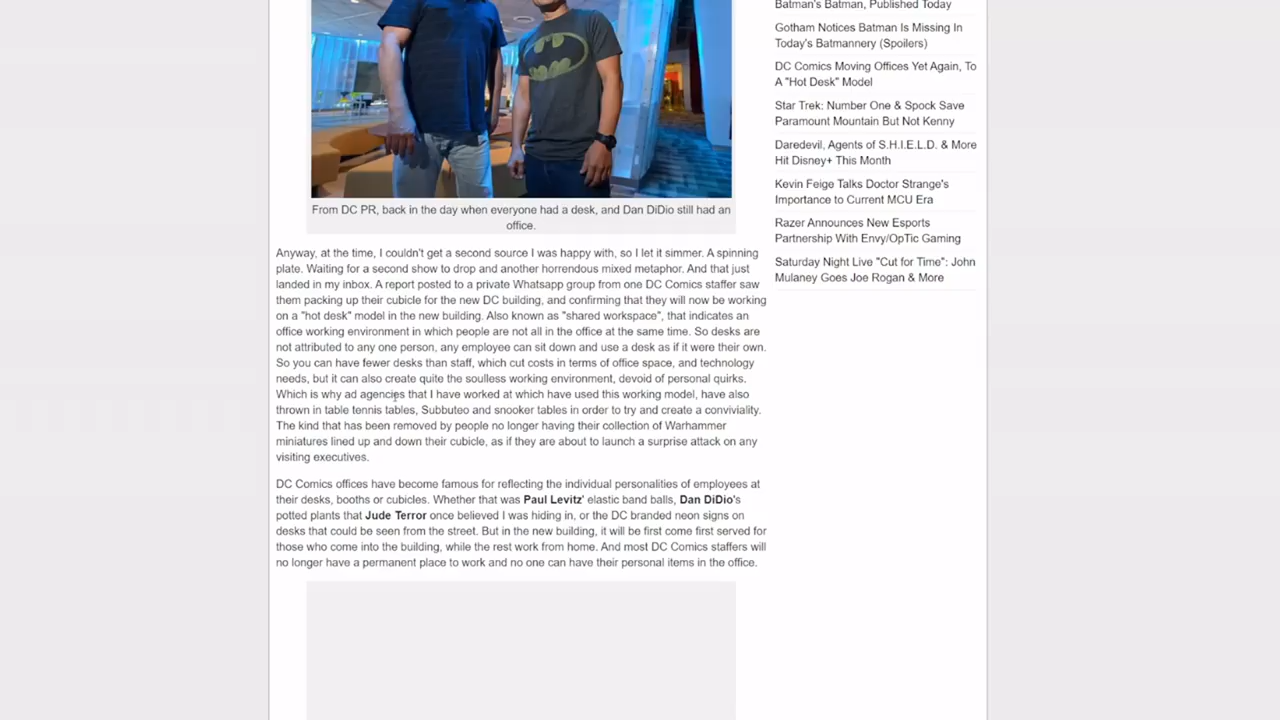 From DC PR, back in the day when everyone had a desk, and Dan DiDio still had an
office.
Anyway, at the time, I couldn't get a second source I was happy with, so I let it simmer. A spinning
plate. Waiting for a second show to drop and another horrendous mixed metaphor. And that just
landed in my inbox. A report posted to a private Whatsapp group from one DC Comics staffer saw
them packing up their cubicle for the new DC building, and confirming that they will now be working
on a "hot desk" model in the new building. Also known as "shared workspace", that indicates an
office working environment in which people are not all in the office at the same time. So desks are
not attributed to any one person, any employee can sit down and use a desk as if it were their own.
So you can have fewer desks than staff, which cut costs in terms of office space, and technology
needs, but it can also create quite the soulless working environment, devoid of personal quirks.
Which is why ad agencies that I have worked at which have used this working model, have also
thrown in table tennis tables, Subbuteo and snooker tables in order to try and create a conviviality.
The kind that has been removed by people no longer having their collection of Warhammer
miniatures lined up and down their cubicle, as if they are about to launch a surprise attack on any
visiting executives.
DC Comics offices have become famous for reflecting the individual personalities of employees at
their desks, booths or cubicles. Whether that was Paul Levitz' elastic band balls, Dan DiDio's
potted plants that Jude Terror once believed I was hiding in, or the DC branded neon signs on
desks that could be seen from the street. But in the new building, it will be first come first served for
those who come into the building, while the rest work from home. And most DC Comics staffers will
no longer have a permanent place to work and no one can have their personal items in the office.
Batman's Batman, Published Today
Gotham Notices Batman Is Missing In
Today's Batmannery (Spoilers)
DC Comics Moving Offices Yet Again, To
A "Hot Desk" Model
Star Trek: Number One & Spock Save
Paramount Mountain But Not Kenny
Daredevil, Agents of S.H.I.E.L.D. & More
Hit Disney+ This Month
Kevin Feige Talks Doctor Strange's
Importance to Current MCU Era
Razer Announces New Esports
Partnership With Envy/OpTic Gaming
Saturday Night Live "Cut for Time": John
Mulaney Goes Joe Rogan & More